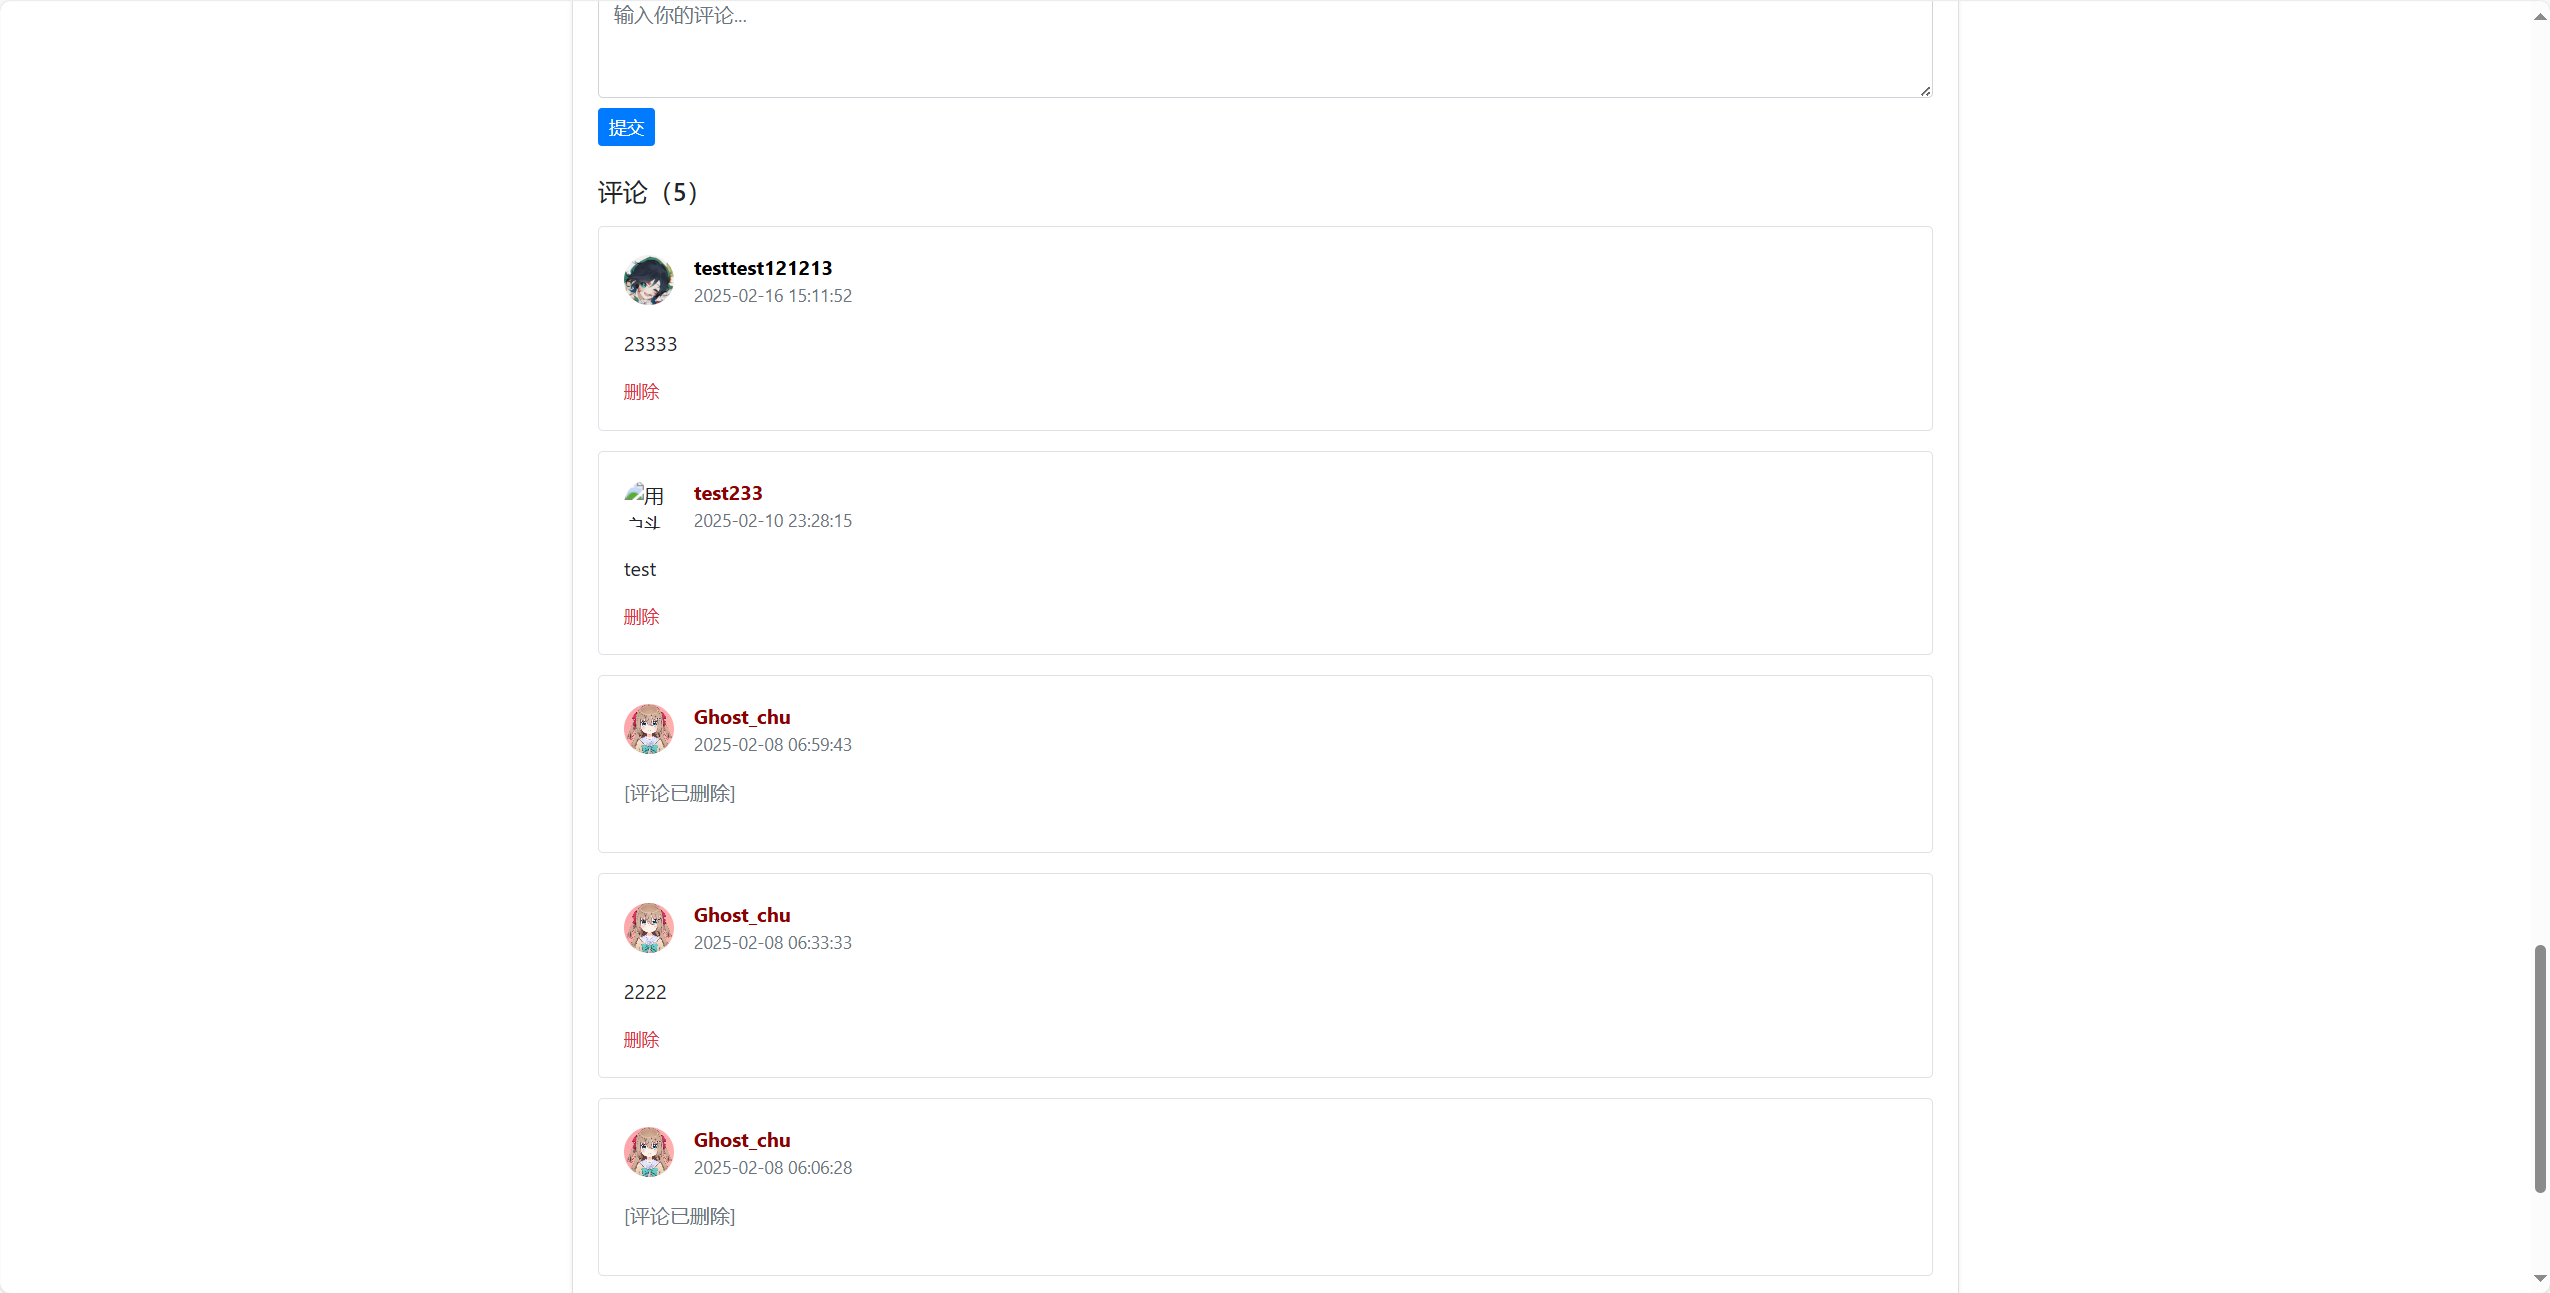 输入你的评论...
提交
评论（5）
testtest121213
2025-02-16 15:11:52
23333
删除
用
test233
2025-02-10 23:28:15
test
删除
Ghost_chu
2025-02-08 06:59:43
[评论已删除]
Ghost_chu
2025-02-08 06:33:33
2222
删除
Ghost_chu
2025-02-08 06:06:28
[评论已删除]